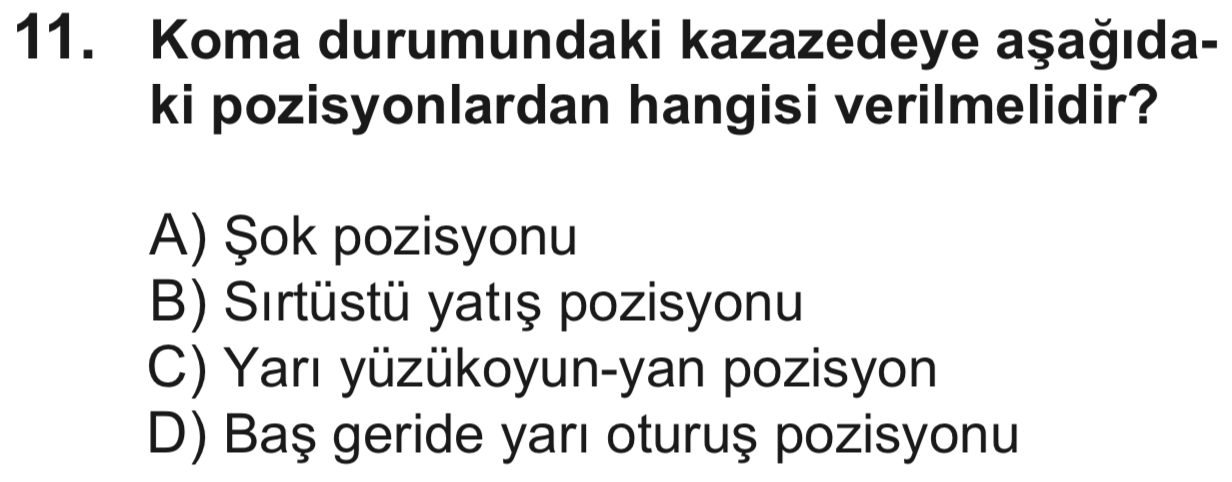 11. Koma durumundaki kazazedeye aşağıda-
ki pozisyonlardan hangisi verilmelidir?
A) Şok pozisyonu
B) Sırtüstü yatış pozisyonu
C) Yarı yüzükoyun-yan pozisyon
D) Baş geride yarı oturuş pozisyonu